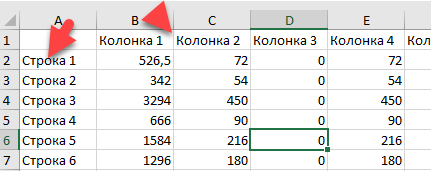 A B C D E
1 Колонка 1 Колонка 2 Колонка 3 Колонка 4
2 Строка 1 526,5 72 0 72
3 Строка 2 342 54 0 54
4 Строка 3 3294 450 0 450
5 Строка 4 666 90 0 90
6 Строка 5 1584 216 0 216
7 Строка 6 1296 180 0 180